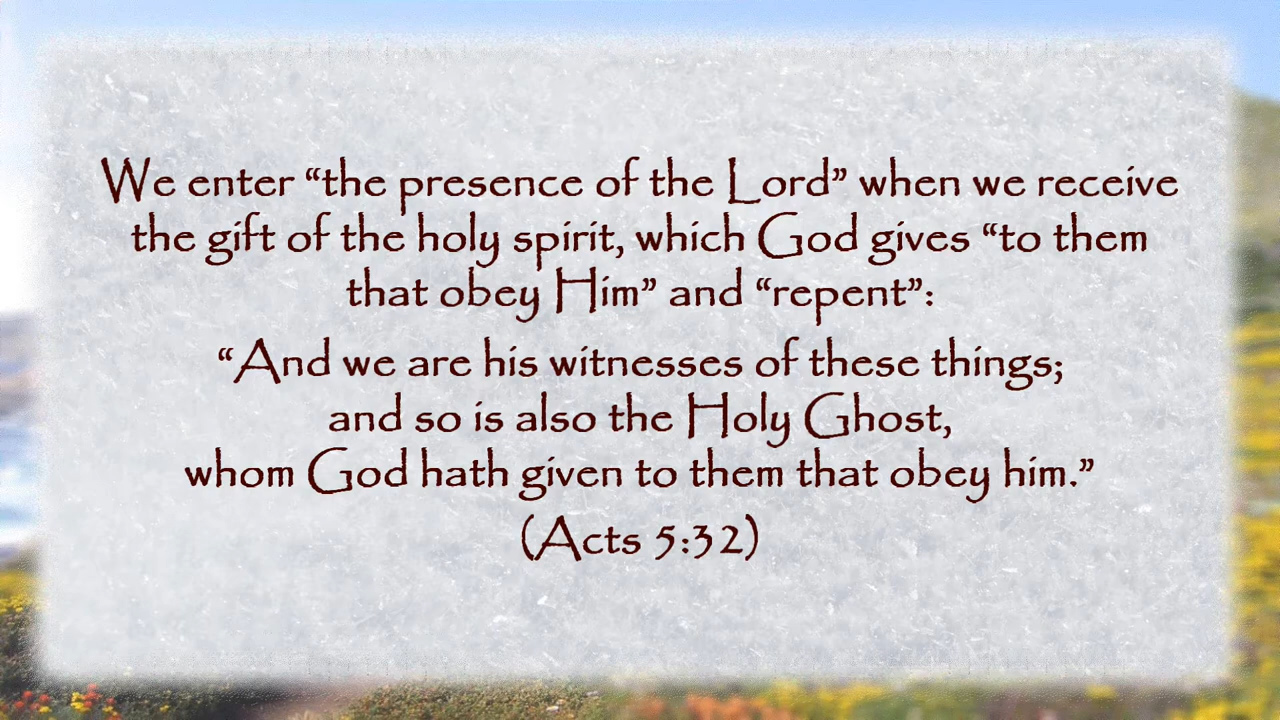 We enter “the presence of the Lord” when we receive
the gift of the holy spirit, which God gives “to them
that obey Him” and “repent”:
“And we are his witnesses of these things;
and so is also the Holy Ghost,
whom God hath given to them that obey him.”
(Acts 5:32)